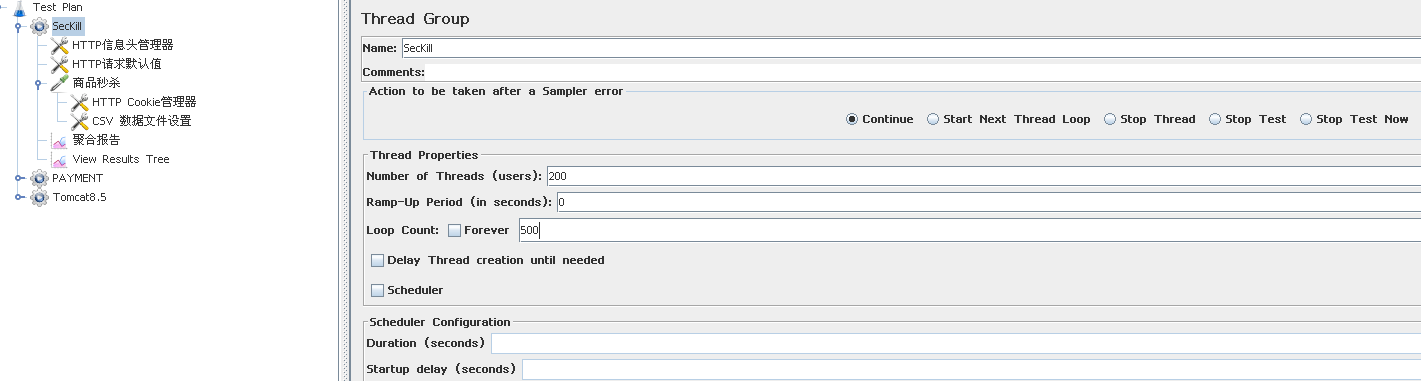 Test Plan
SecKill
HTTP信息头管理器
HTTP请求默认值
商品秒杀
HTTP Cookie管理器
CSV 数据文件设置
聚合报告
View Results Tree
PAYMENT
Tomcat8.5
Thread Group
Name: SecKill
Comments:
Action to be taken after a Sampler error
Continue Start Next Thread Loop Stop Thread Stop Test Stop Test Now
Thread Properties
Number of Threads (users): 200
Ramp-Up Period (in seconds): 0
Loop Count: Forever 500
Delay Thread creation until needed
Scheduler
Scheduler Configuration
Duration (seconds)
Startup delay (seconds)